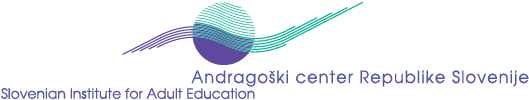 Andragoški center Republike Slovenije
Slovenian Institute for Adult Education